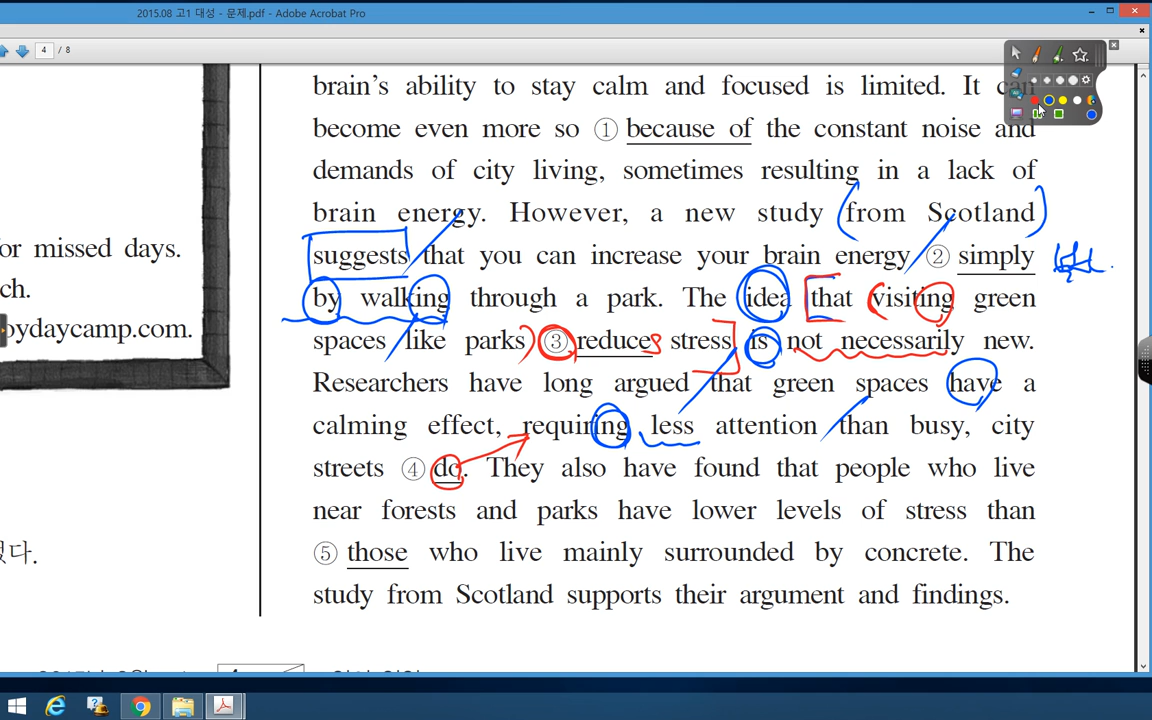 2015.08 고1 대성 - 문제.pdf - Adobe Acrobat Pro
4 / 8
or missed days.
ch.
oydaycamp.com.
였다.
brain's ability to stay calm and focused is limited. It can
become even more so ① because of the constant noise and
demands of city living, sometimes resulting in a lack of
brain energy. However, a new study (from Scotland)
suggests that you can increase your brain energy ② simply
by walking through a park. The idea [that (visiting green
spaces like parks) ③ reduces stress] is not necessarily new.
Researchers have long argued that green spaces have a
calming effect, requiring less attention than busy, city
streets ④ do. They also have found that people who live
near forests and parks have lower levels of stress than
⑤ those who live mainly surrounded by concrete. The
study from Scotland supports their argument and findings.